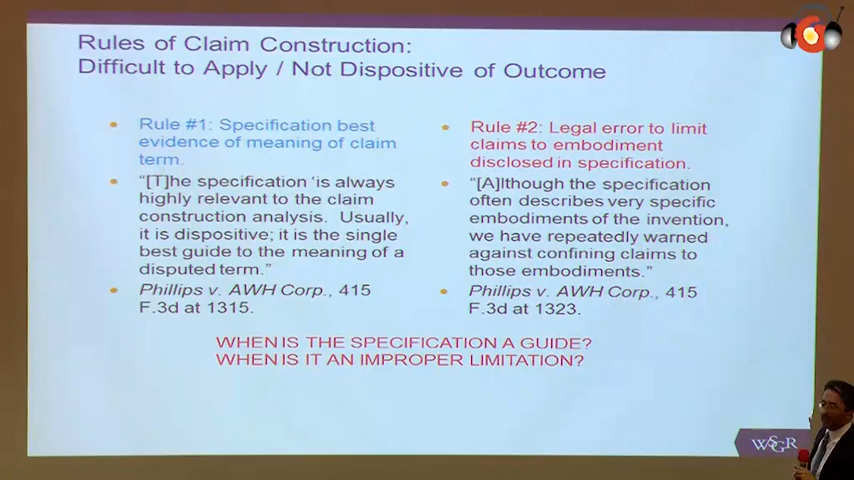 Rules of Claim Construction:
Difficult to Apply / Not Dispositive of Outcome
Rule #1: Specification best
evidence of meaning of claim
term.
“[T]he specification ‘is always
highly relevant to the claim
construction analysis.  Usually,
it is dispositive; it is the single
best guide to the meaning of a
disputed term.”
Phillips v. AWH Corp., 415
F.3d at 1315.
Rule #2: Legal error to limit
claims to embodiment
disclosed in specification.
“[A]lthough the specification
often describes very specific
embodiments of the invention,
we have repeatedly warned
against confining claims to
those embodiments.”
Phillips v. AWH Corp., 415
F.3d at 1323.
WHEN IS THE SPECIFICATION A GUIDE?
WHEN IS IT AN IMPROPER LIMITATION?
WSGR
G